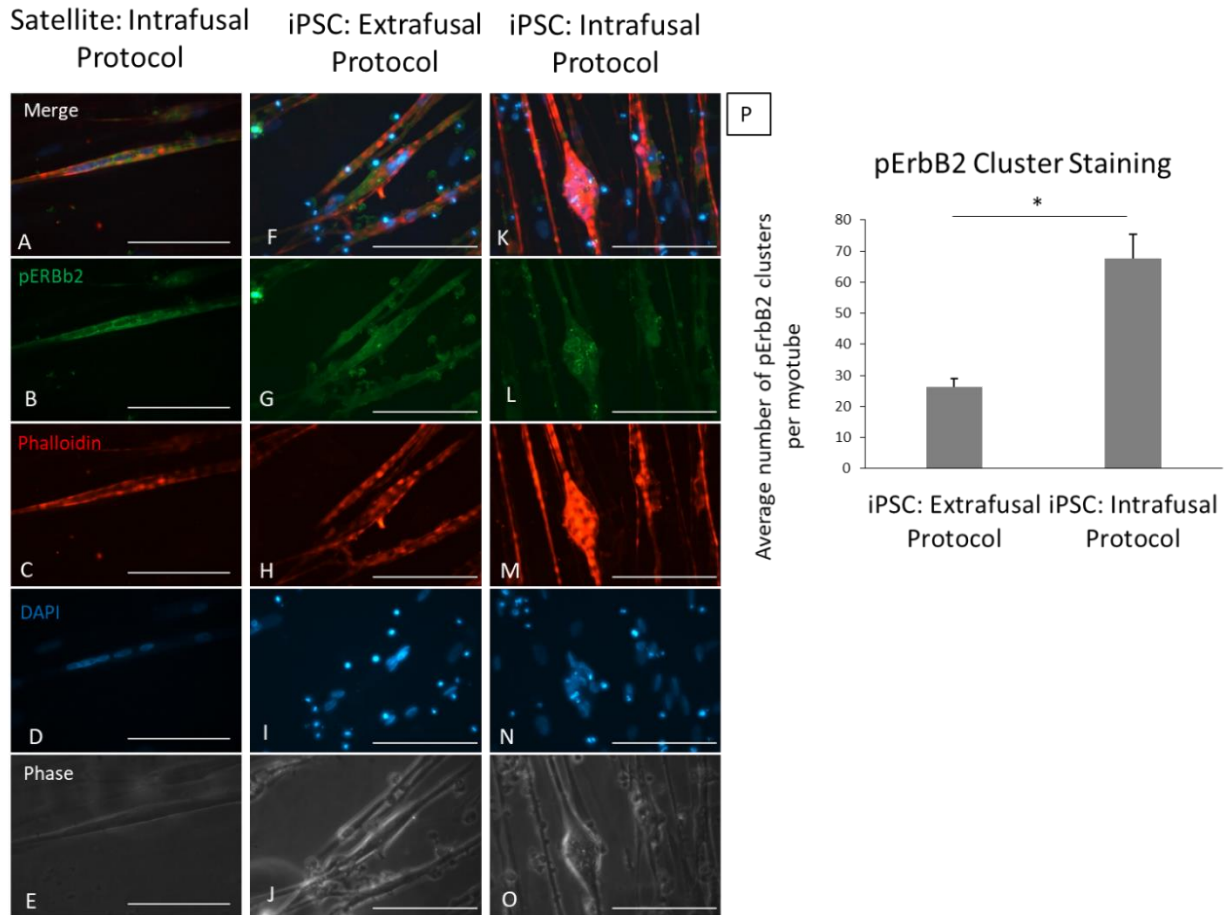 Satellite: Intrafusal
Protocol
iPSC: Extrafusal
Protocol
iPSC: Intrafusal
Protocol
Merge
A
F
K
pERBb2
B
G
L
Phalloidin
C
H
M
DAPI
D
I
N
Phase
E
J
O
P
pErbB2 Cluster Staining
*
Average number of pErbB2 clusters
per myotube
80
70
60
50
40
30
20
10
0
iPSC: Extrafusal
Protocol
iPSC: Intrafusal
Protocol